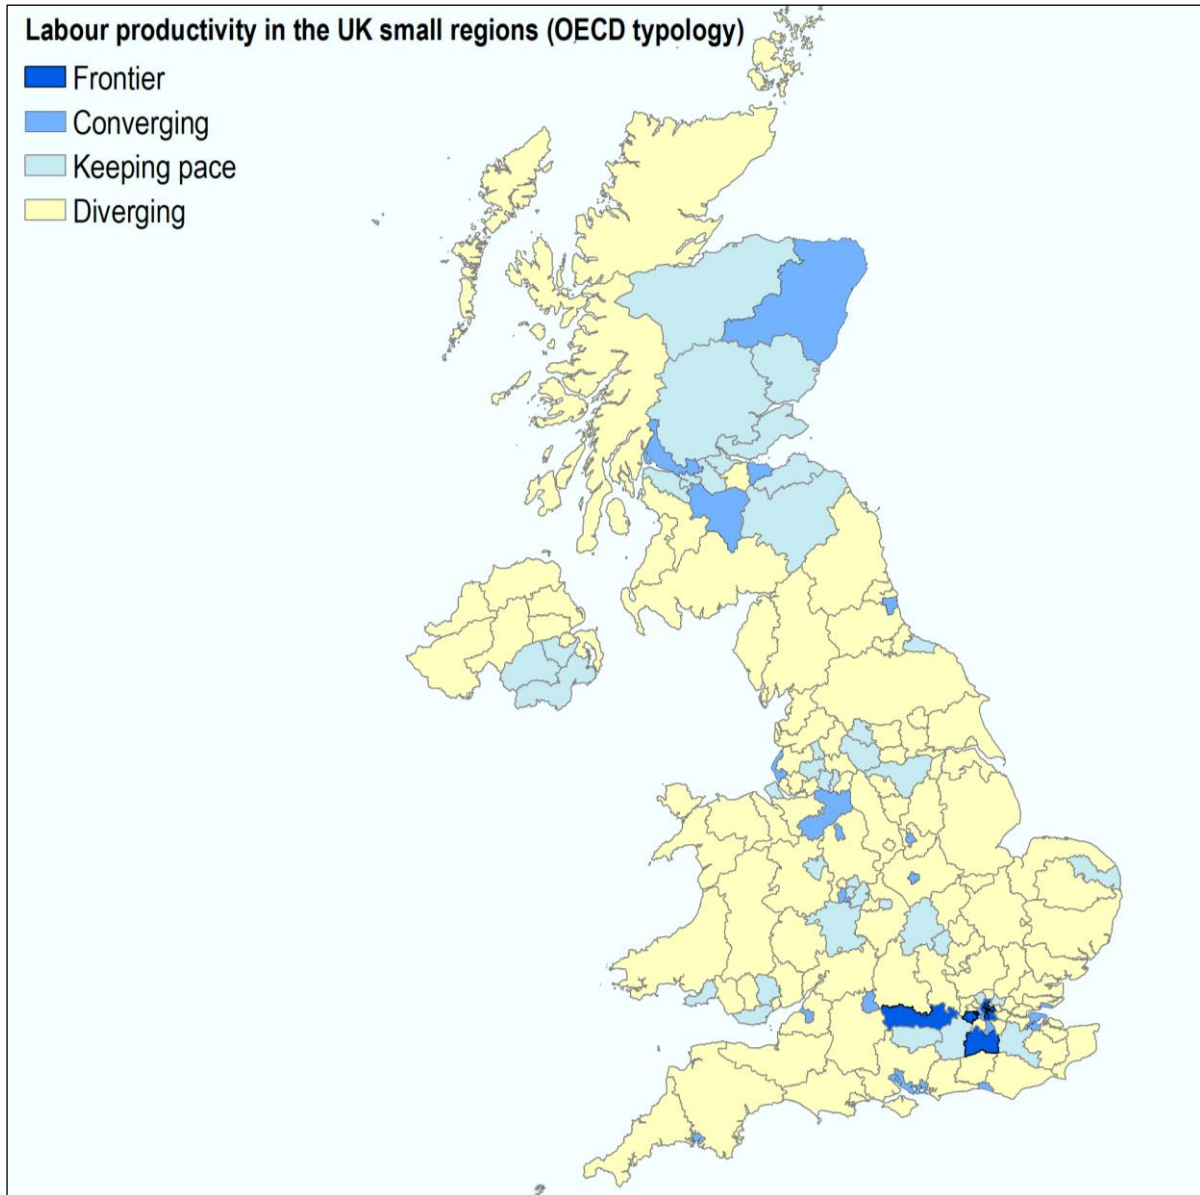 Labour productivity in the UK small regions (OECD typology)
Frontier
Converging
Keeping pace
Diverging